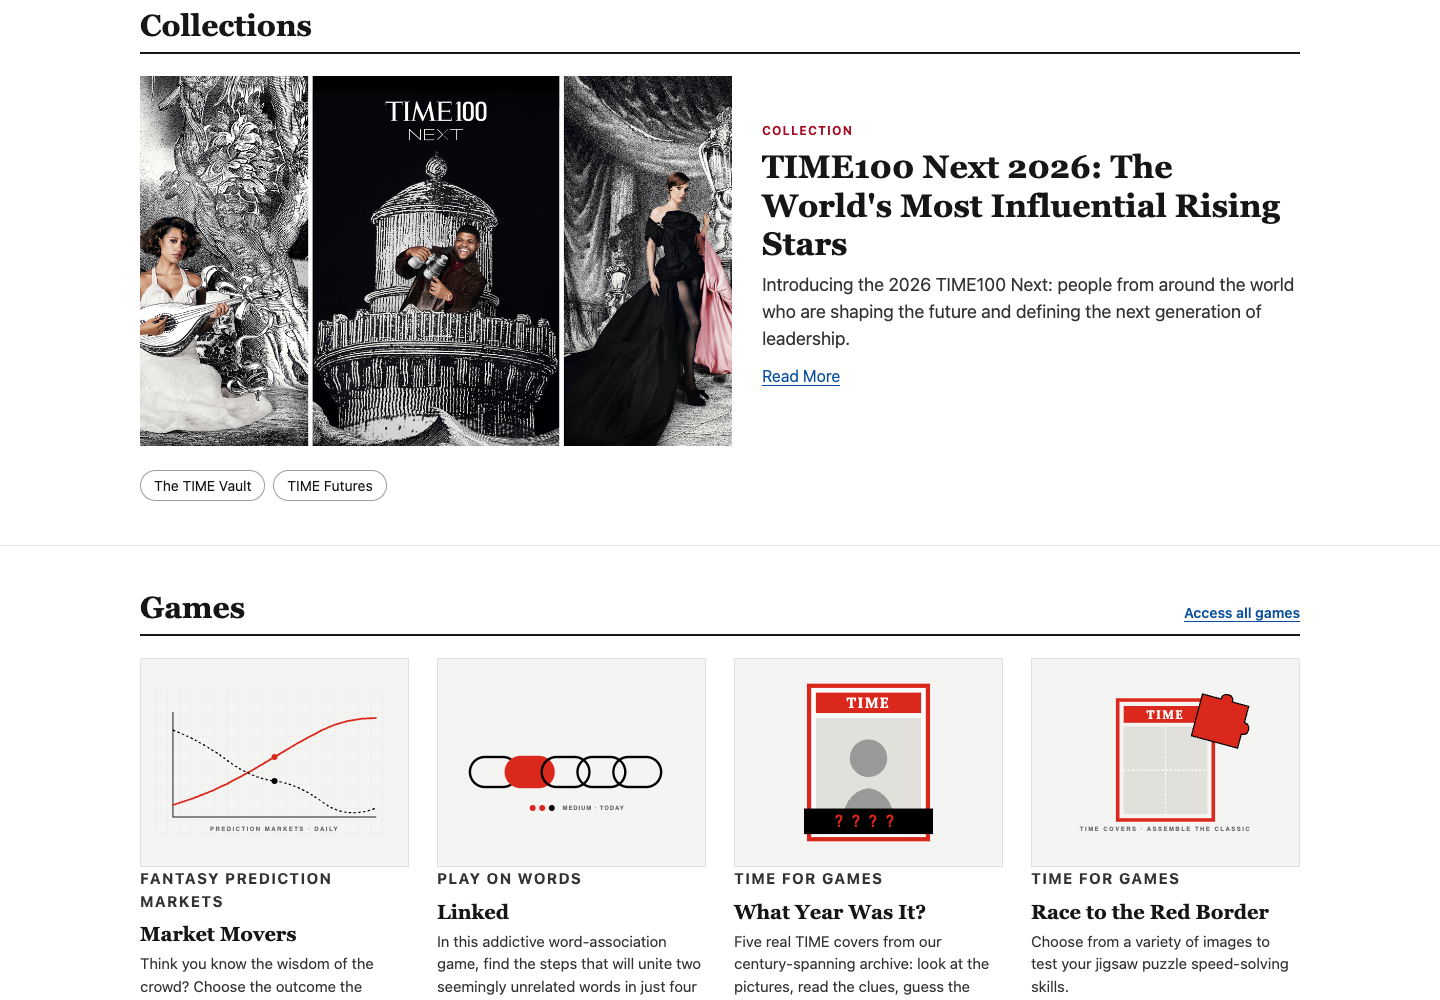 Collections
TIME100
NEXT
COLLECTION
TIME100 Next 2026: The
World's Most Influential Rising
Stars
Introducing the 2026 TIME100 Next: people from around the world
who are shaping the future and defining the next generation of
leadership.
Read More
The TIME Vault
TIME Futures
Games
Access all games
PREDICTION MARKETS · DAILY
FANTASY PREDICTION
MARKETS
Market Movers
Think you know the wisdom of the
crowd? Choose the outcome the
MEDIUM · TODAY
PLAY ON WORDS
Linked
In this addictive word-association
game, find the steps that will unite two
seemingly unrelated words in just four
TIME
? ? ? ?
TIME FOR GAMES
What Year Was It?
Five real TIME covers from our
century-spanning archive: look at the
pictures, read the clues, guess the
TIME
TIME COVERS · ASSEMBLE THE CLASSIC
TIME FOR GAMES
Race to the Red Border
Choose from a variety of images to
test your jigsaw puzzle speed-solving
skills.